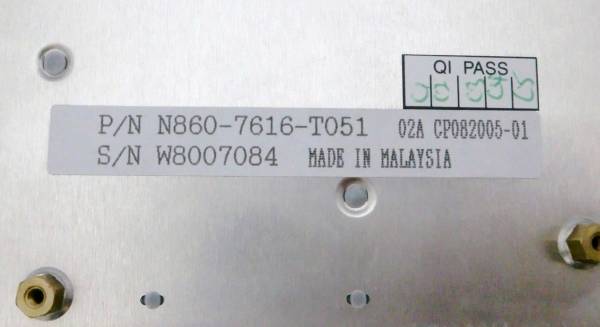 QI PASS
P/N N860-7616-T051 02A CP082005-01
S/N W8007084 MADE IN MALAYSIA